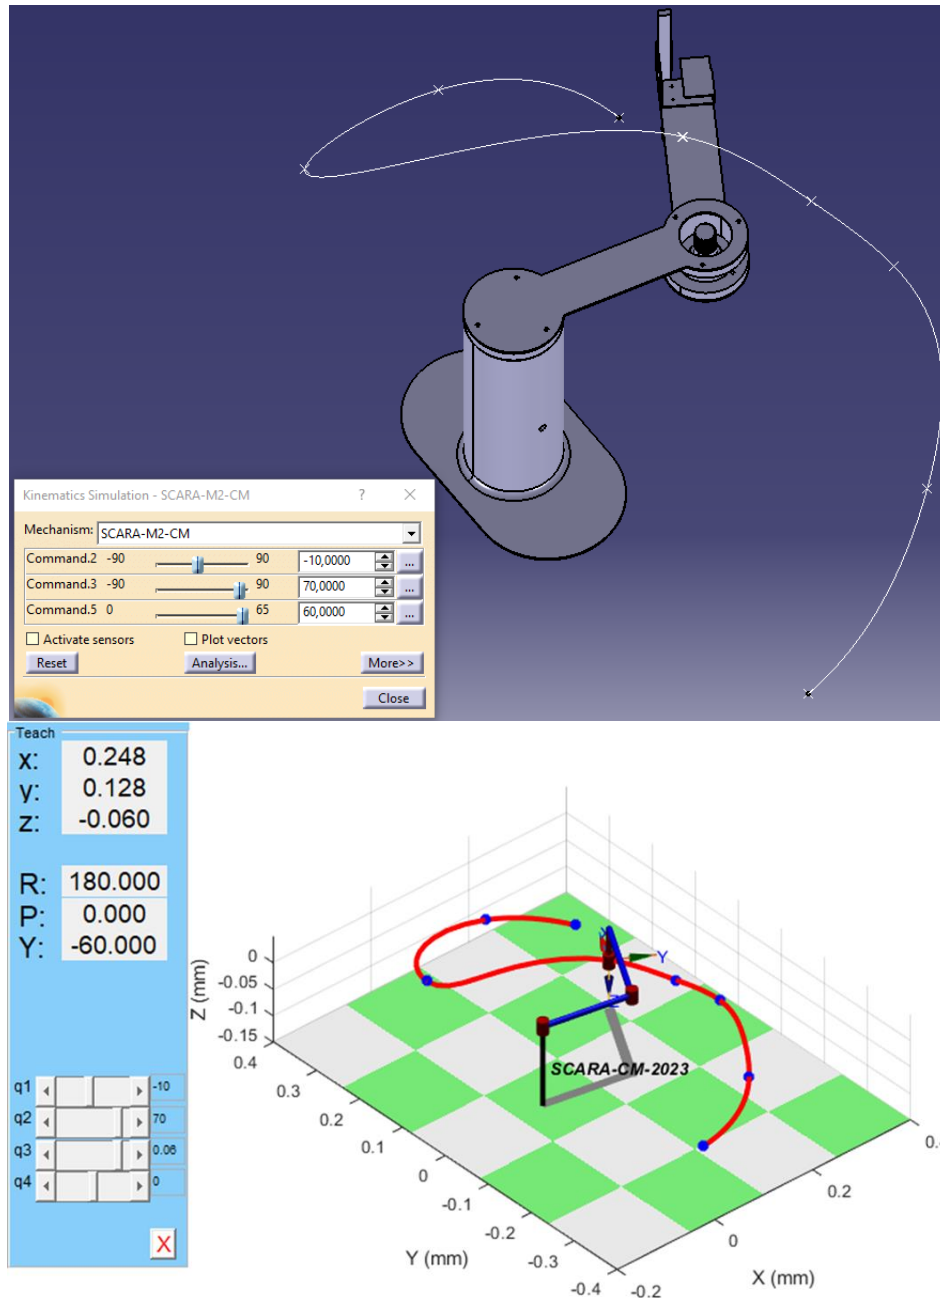 Kinematics Simulation - SCARA-M2-CM ? ×
Mechanism: SCARA-M2-CM
Command.2 -90 90 -10,0000 ...
Command.3 -90 90 70,0000 ...
Command.5 0 65 60,0000 ...
Activate sensors Plot vectors
Reset Analysis... More>>
Close
Teach
x: 0.248
y: 0.128
z: -0.060
R: 180.000
P: 0.000
Y: -60.000
q1 -10
q2 70
q3 0.06
q4 0
X
Z (mm)
0
-0.05
-0.1
-0.15
0.4
0.3
0.2
0.1
0
-0.1
-0.2
-0.3
-0.4
Y (mm)
-0.2
0
0.2
X (mm)
Y
SCARA-CM-2023